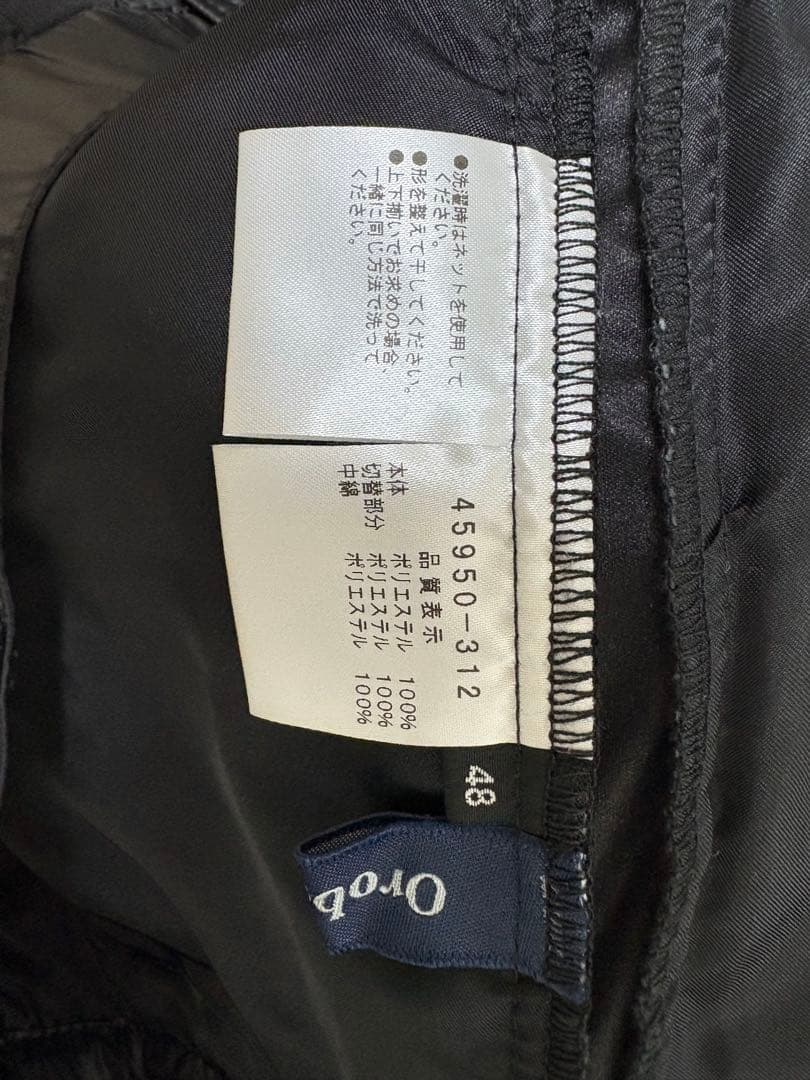 ●洗濯時はネットを使用して
ください。
●形を整えて干してください。
●上下揃いでお求めの場合、
一緒に同じ方法で洗って
ください。
45950-312
品質表示
本体 ポリエステル 100%
切替部分 ポリエステル 100%
中綿 ポリエステル 100%
48
Orob